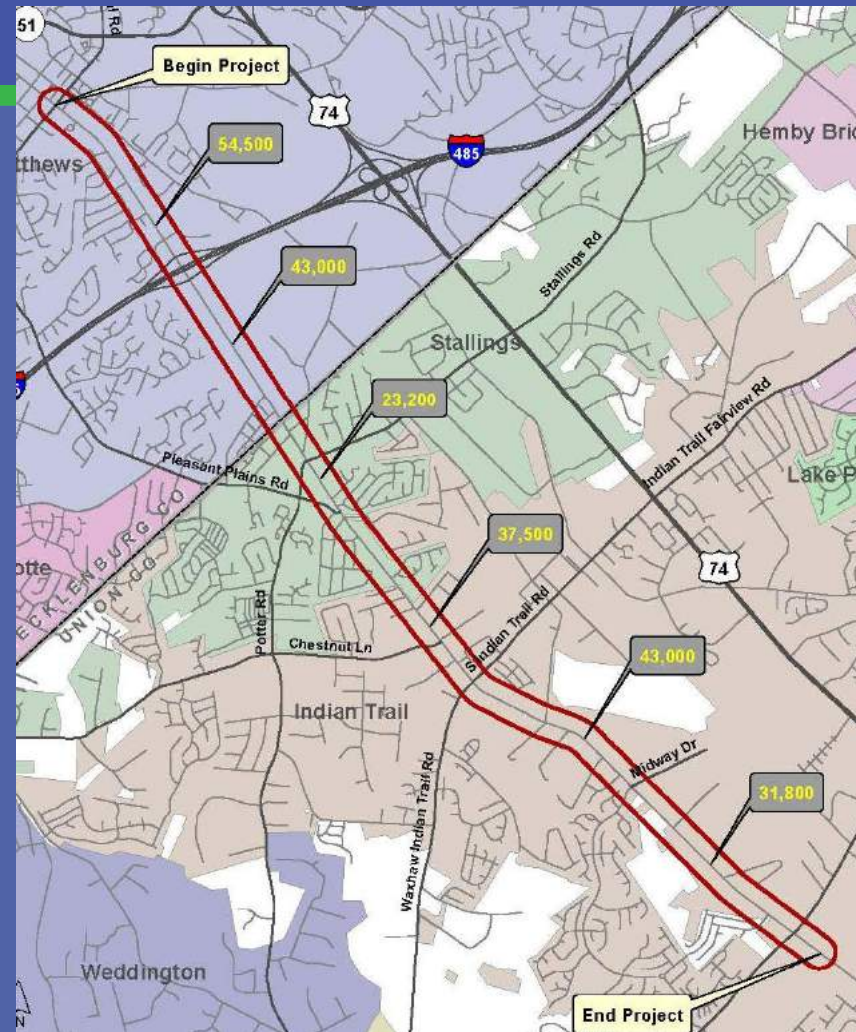 51
Begin Project
74
54,500
485
Hemby Bri
tthews
43,000
Stallings Rd
Stallings
23,200
Indian Trail Fairview Rd
Pleasant Plains Rd
Lake P
37,500
otte
ECKLENBURG CO
UNION CO
74
Potter Rd
Chestnut Ln
S Indian Trail Rd
43,000
Indian Trail
Midway Dr
31,800
Waxhaw Indian Trail Rd
Weddington
End Project
N